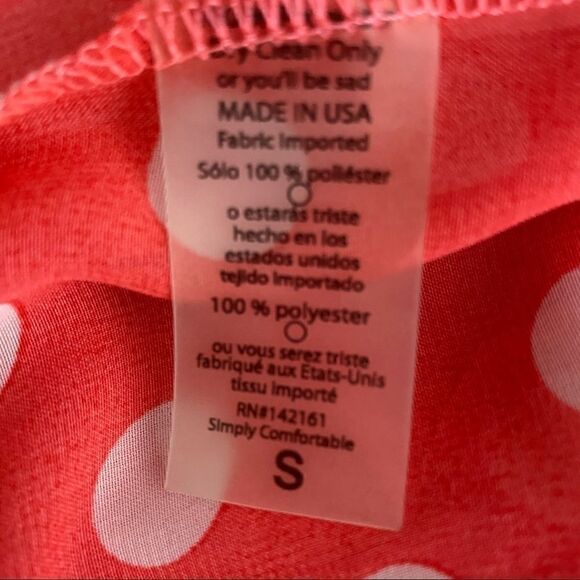 Dry Clean Only
or you'll be sad
MADE IN USA
Fabric Imported
Sólo 100 % poliéster
o estarás triste
hecho en los
estados unidos
tejido importado
100 % polyester
ou vous serez triste
fabriqué aux Etats-Unis
tissu importé
RN#142161
Simply Comfortable
S